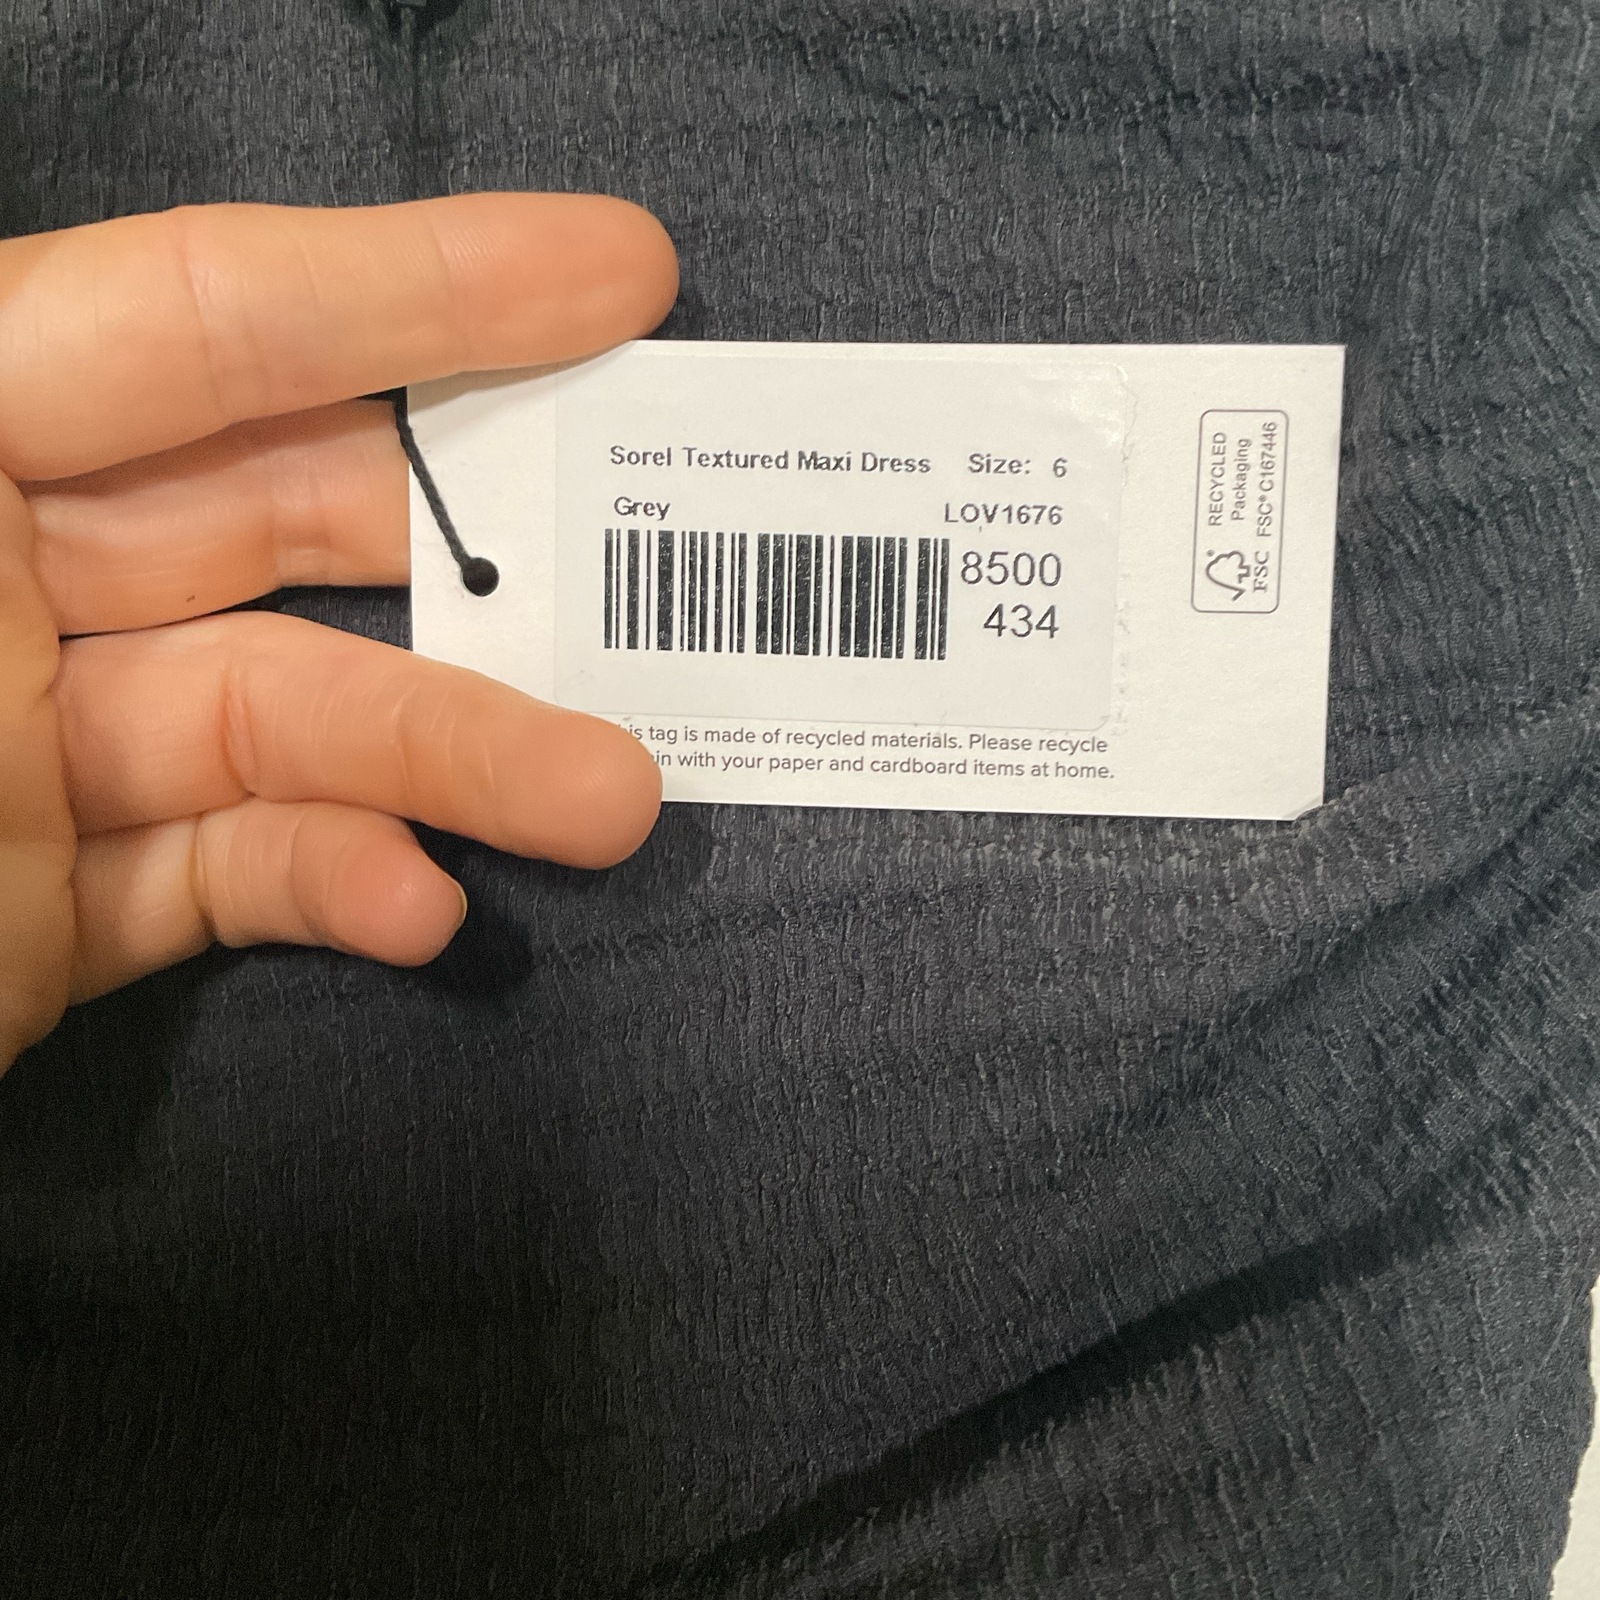 Sorel Textured Maxi Dress Size: 6
Grey LOV1676
8500
434
is tag is made of recycled materials. Please recycle
in with your paper and cardboard items at home.
RECYCLED
Packaging
FSC FSC® C167446